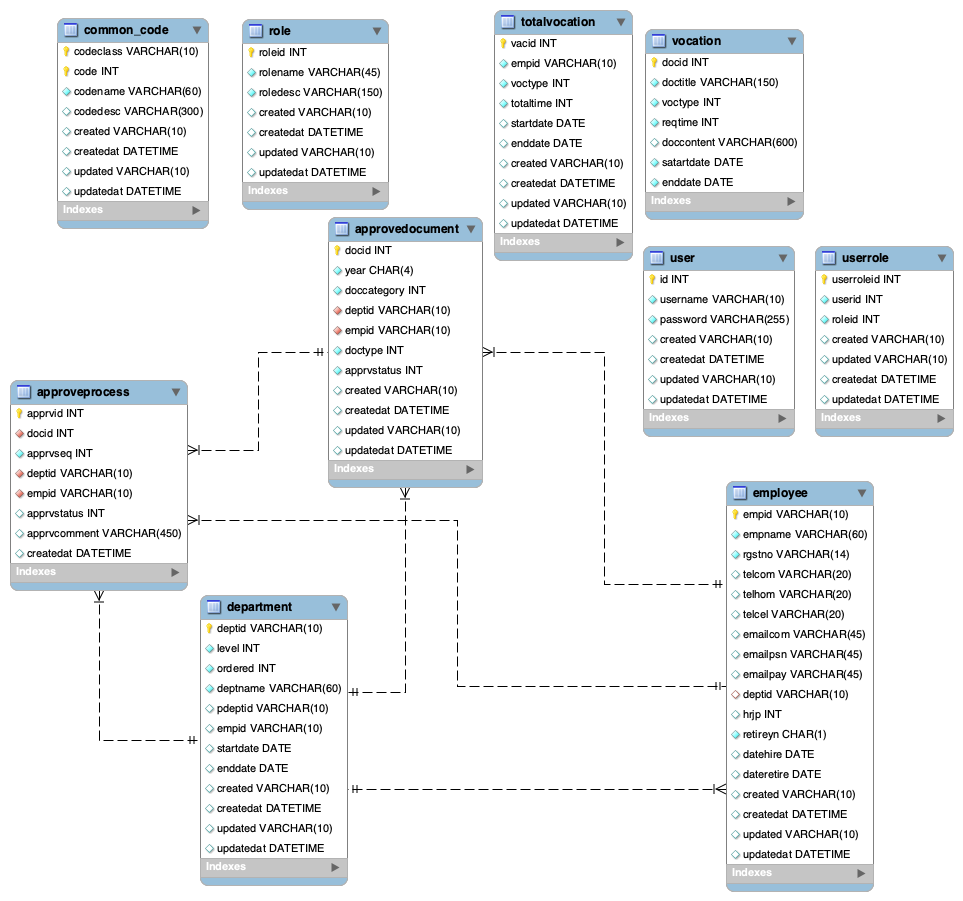 common_code
codeclass VARCHAR(10)
code INT
codename VARCHAR(60)
codedesc VARCHAR(300)
created VARCHAR(10)
createdat DATETIME
updated VARCHAR(10)
updatedat DATETIME
Indexes
role
roleid INT
rolename VARCHAR(45)
roledesc VARCHAR(150)
created VARCHAR(10)
createdat DATETIME
updated VARCHAR(10)
updatedat DATETIME
Indexes
totalvocation
vacid INT
empid VARCHAR(10)
voctype INT
totaltime INT
startdate DATE
enddate DATE
created VARCHAR(10)
createdat DATETIME
updated VARCHAR(10)
updatedat DATETIME
Indexes
vocation
docid INT
doctitle VARCHAR(150)
voctype INT
reqtime INT
doccontent VARCHAR(600)
satartdate DATE
enddate DATE
Indexes
approvedocument
docid INT
year CHAR(4)
doccategory INT
deptid VARCHAR(10)
empid VARCHAR(10)
doctype INT
apprvstatus INT
created VARCHAR(10)
createdat DATETIME
updated VARCHAR(10)
updatedat DATETIME
Indexes
user
id INT
username VARCHAR(10)
password VARCHAR(255)
created VARCHAR(10)
createdat DATETIME
updated VARCHAR(10)
updatedat DATETIME
Indexes
userrole
userroleid INT
userid INT
roleid INT
created VARCHAR(10)
updated VARCHAR(10)
createdat DATETIME
updatedat DATETIME
Indexes
approveprocess
apprvid INT
docid INT
apprvseq INT
deptid VARCHAR(10)
empid VARCHAR(10)
apprvstatus INT
apprvcomment VARCHAR(450)
createdat DATETIME
Indexes
department
deptid VARCHAR(10)
level INT
ordered INT
deptname VARCHAR(60)
pdeptid VARCHAR(10)
empid VARCHAR(10)
startdate DATE
enddate DATE
created VARCHAR(10)
createdat DATETIME
updated VARCHAR(10)
updatedat DATETIME
Indexes
employee
empid VARCHAR(10)
empname VARCHAR(60)
rgstno VARCHAR(14)
telcom VARCHAR(20)
telhom VARCHAR(20)
telcel VARCHAR(20)
emailcom VARCHAR(45)
emailpsn VARCHAR(45)
emailpay VARCHAR(45)
deptid VARCHAR(10)
hrjp INT
retireyn CHAR(1)
datehire DATE
dateretire DATE
created VARCHAR(10)
createdat DATETIME
updated VARCHAR(10)
updatedat DATETIME
Indexes